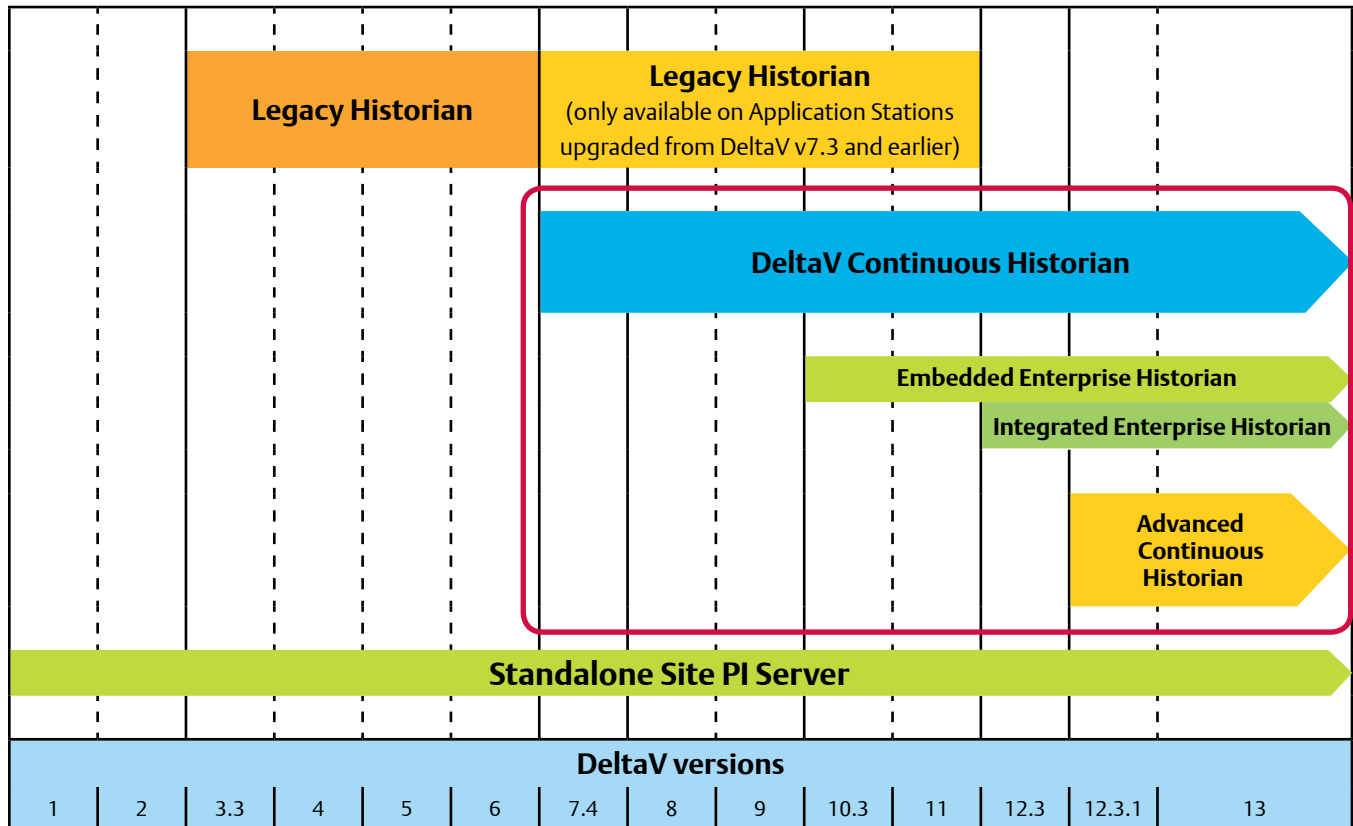 Legacy Historian
Legacy Historian
(only available on Application Stations
upgraded from DeltaV v7.3 and earlier)
DeltaV Continuous Historian
Embedded Enterprise Historian
Integrated Enterprise Historian
Advanced
Continuous
Historian
Standalone Site PI Server
DeltaV versions
1 2 3.3 4 5 6 7.4 8 9 10.3 11 12.3 12.3.1 13